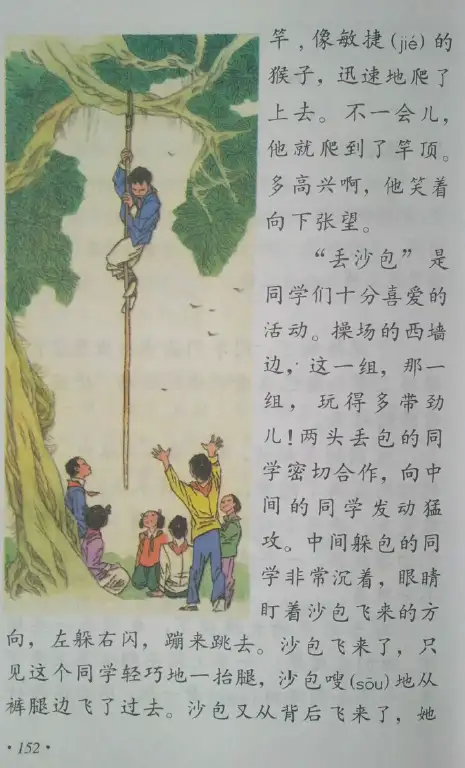 竿,像敏捷(jié)的
猴子,迅速地爬了
上去。不一会儿,
他就爬到了竿顶。
多高兴啊,他笑着
向下张望。
“丢沙包”是
同学们十分喜爱的
活动。操场的西墙
边,这一组,那一
组,玩得多带劲
儿!两头丢包的同
学密切合作,向中
间的同学发动猛
攻。中间躲包的同
学非常沉着,眼睛
盯着沙包飞来的方
向,左躲右闪,蹦来跳去。沙包飞来了,只
见这个同学轻巧地一抬腿,沙包嗖(sōu)地从
裤腿边飞了过去。沙包又从背后飞来了,她
·152·